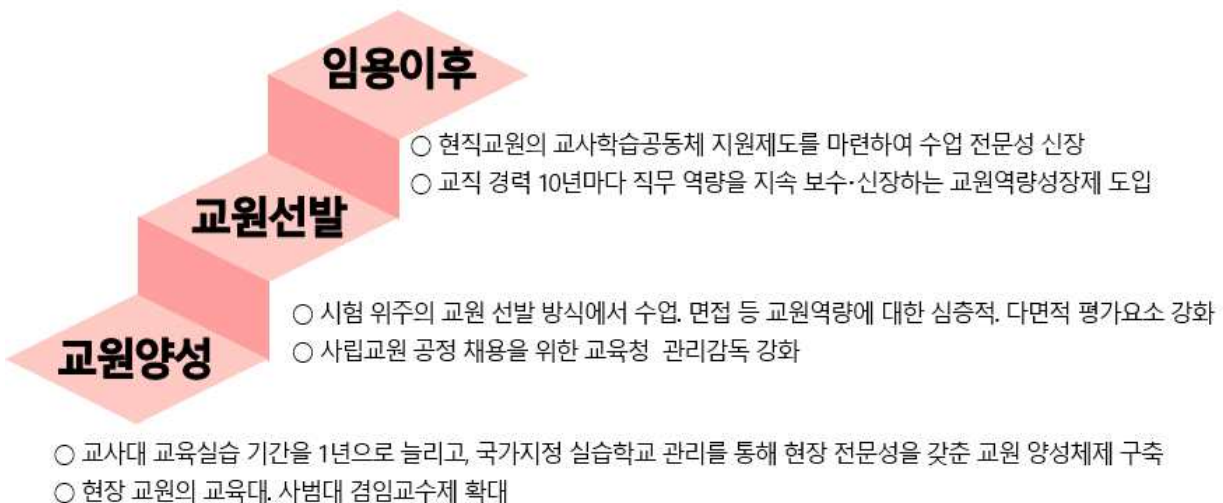 임용이후
○ 현직교원의 교사학습공동체 지원제도를 마련하여 수업 전문성 신장
○ 교직 경력 10년마다 직무 역량을 지속 보수·신장하는 교원역량성장제 도입
교원선발
○ 시험 위주의 교원 선발 방식에서 수업. 면접 등 교원역량에 대한 심층적. 다면적 평가요소 강화
○ 사립교원 공정 채용을 위한 교육청 관리감독 강화
교원양성
○ 교사대 교육실습 기간을 1년으로 늘리고, 국가지정 실습학교 관리를 통해 현장 전문성을 갖춘 교원 양성체제 구축
○ 현장 교원의 교육대. 사범대 겸임교수제 확대